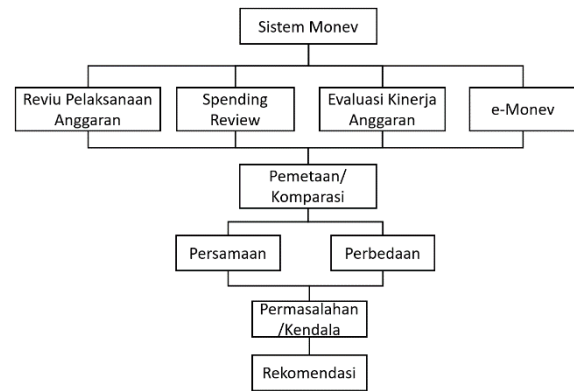 Sistem Monev
Reviu Pelaksanaan
Anggaran
Spending
Review
Evaluasi Kinerja
Anggaran
e-Monev
Pemetaan/
Komparasi
Persamaan
Perbedaan
Permasalahan
/Kendala
Rekomendasi